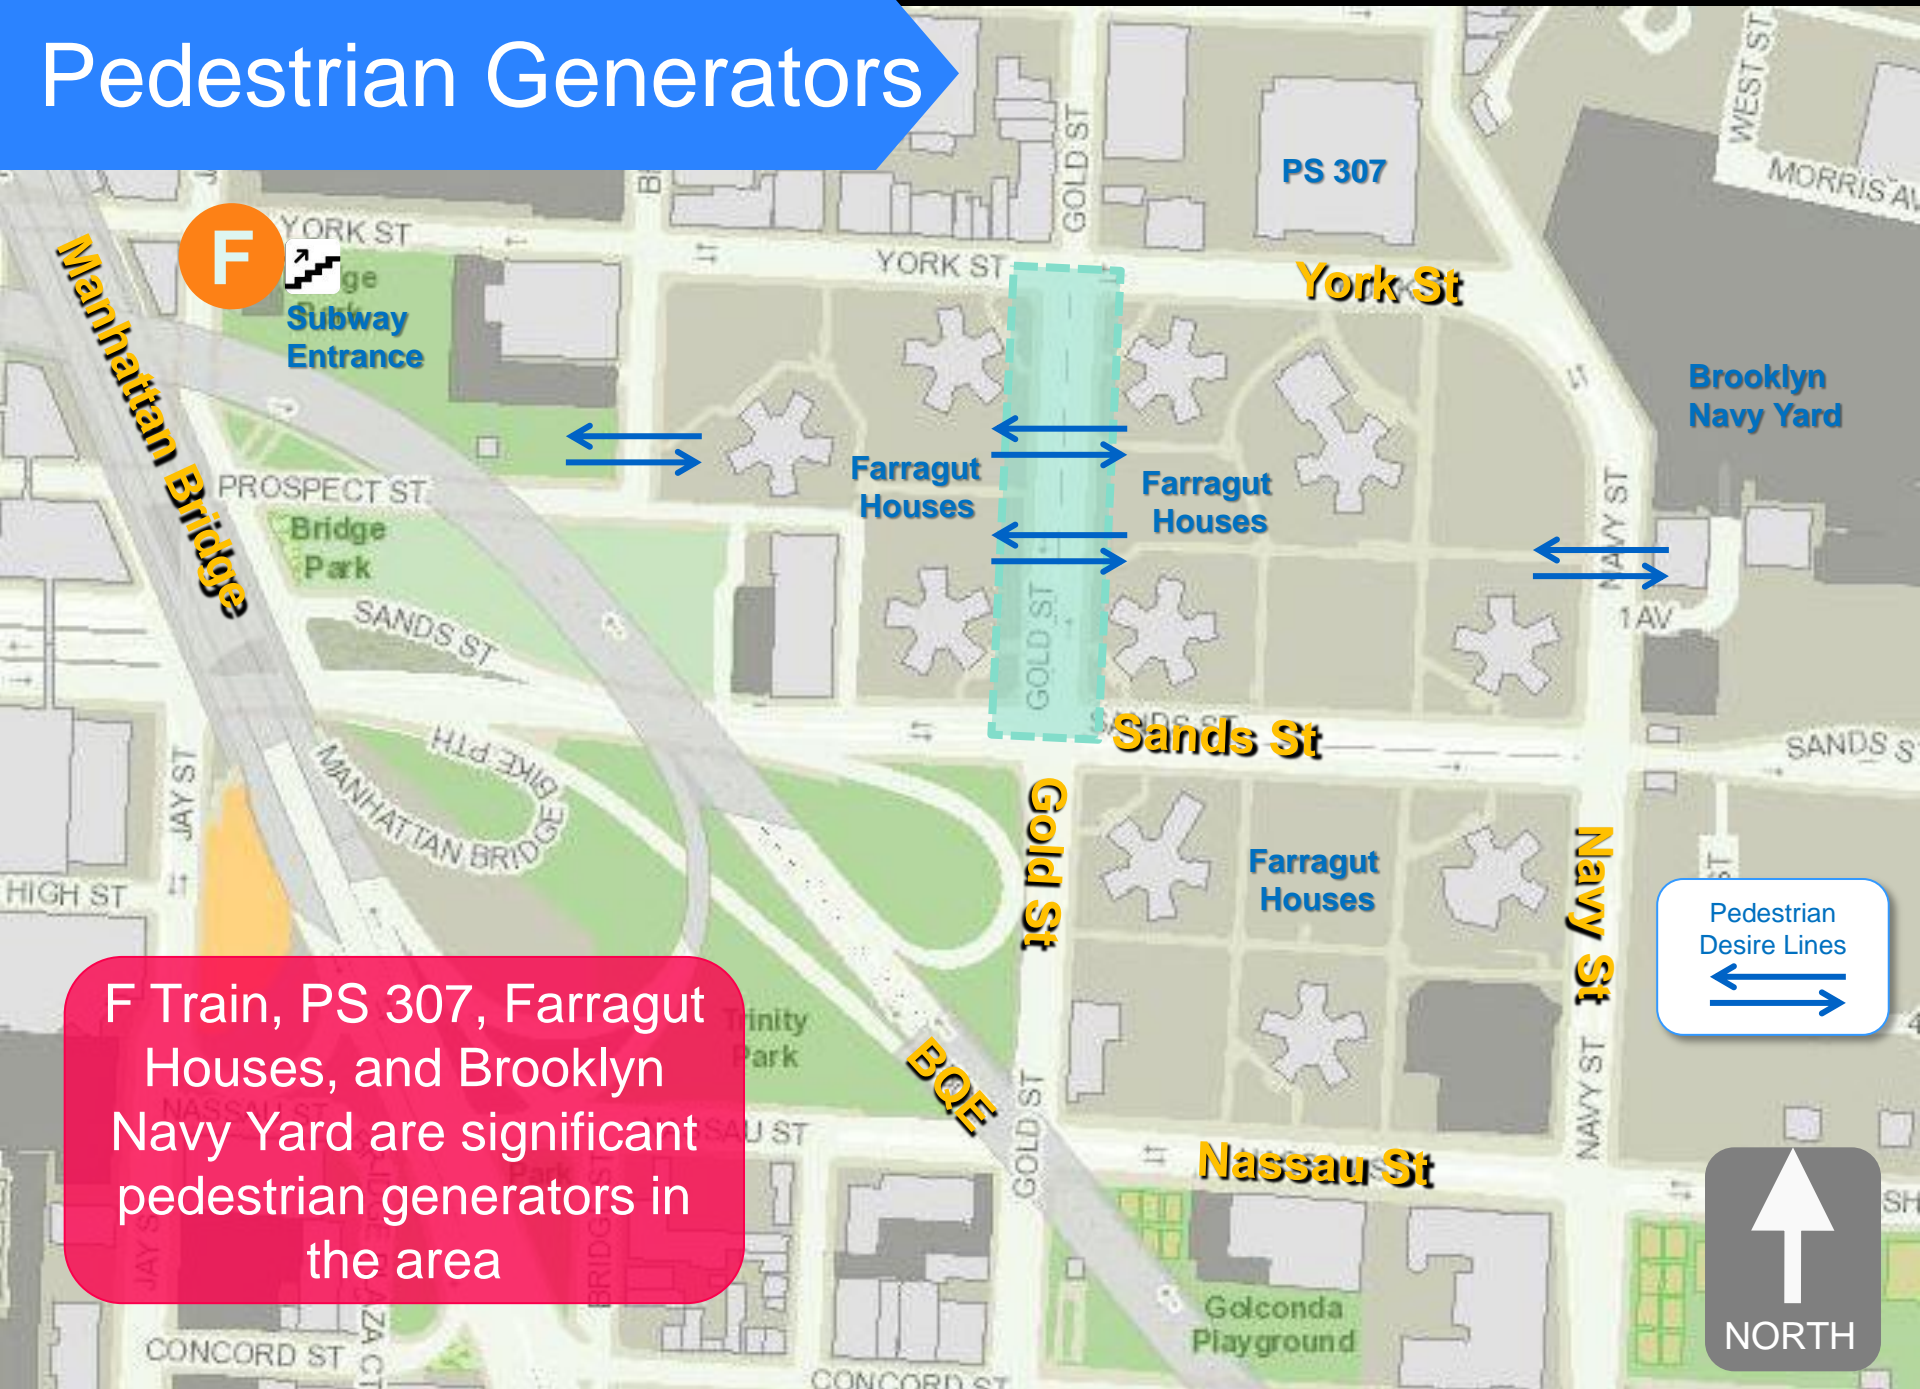 Pedestrian Generators
GOLD ST
WEST ST
PS 307
MORRIS AV
F
YORK ST
YORK ST
York St
Subway
Entrance
Manhattan Bridge
Brooklyn
Navy Yard
Farragut
Houses
Farragut
Houses
PROSPECT ST
Bridge
Park
NAVY ST
1 AV
SANDS ST
GOLD ST
Sands St
SANDS S
BIKE PTH
MANHATTAN BRIDGE
JAY ST
Gold St
Navy St
HIGH ST
Farragut
Houses
Pedestrian
Desire Lines
F Train, PS 307, Farragut
Houses, and Brooklyn
Navy Yard are significant
pedestrian generators in
the area
Trinity
Park
BQE
GOLD ST
NAVY ST
Nassau St
NASSAU ST
JAY S
BRIDGE ST
Golconda
Playground
NORTH
CONCORD ST
CONCORD ST